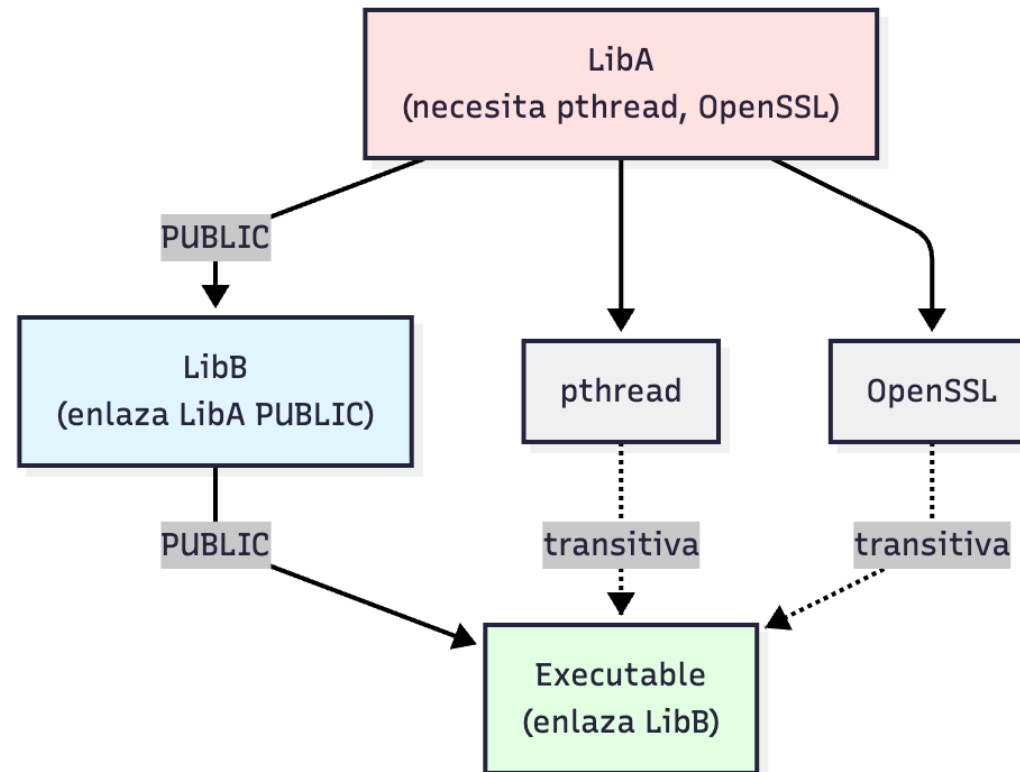 LibA
(necesita pthread, OpenSSL)
PUBLIC
LibB
(enlaza LibA PUBLIC)
pthread
OpenSSL
PUBLIC
transitiva
transitiva
Executable
(enlaza LibB)